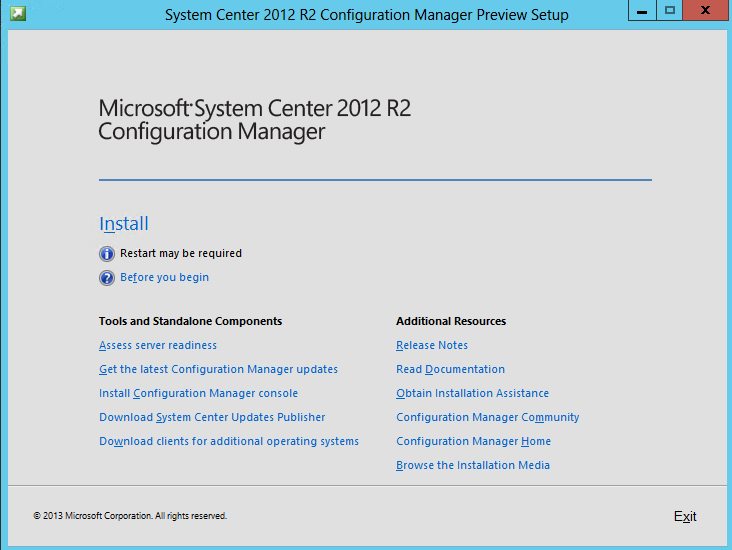 System Center 2012 R2 Configuration Manager Preview Setup
Microsoft System Center 2012 R2
Configuration Manager
Install
Restart may be required
Before you begin
Tools and Standalone Components
Assess server readiness
Get the latest Configuration Manager updates
Install Configuration Manager console
Download System Center Updates Publisher
Download clients for additional operating systems
Additional Resources
Release Notes
Read Documentation
Obtain Installation Assistance
Configuration Manager Community
Configuration Manager Home
Browse the Installation Media
© 2013 Microsoft Corporation. All rights reserved.
Exit